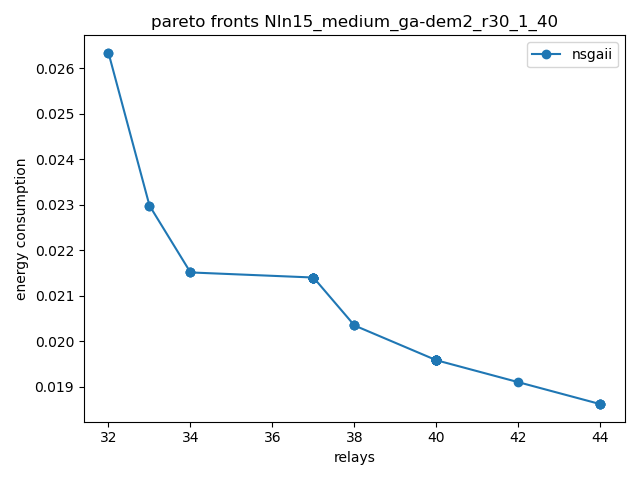 pareto fronts NIn15_medium_ga-dem2_r30_1_40
nsgaii
0.026
0.025
0.024
0.023
0.022
0.021
0.020
0.019
energy consumption
32 34 36 38 40 42 44
relays